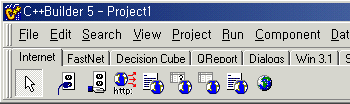 C++Builder 5 - Project1
File Edit Search View Project Run Component
Internet FastNet Decision Cube QReport Dialogs Win 3.1
http: